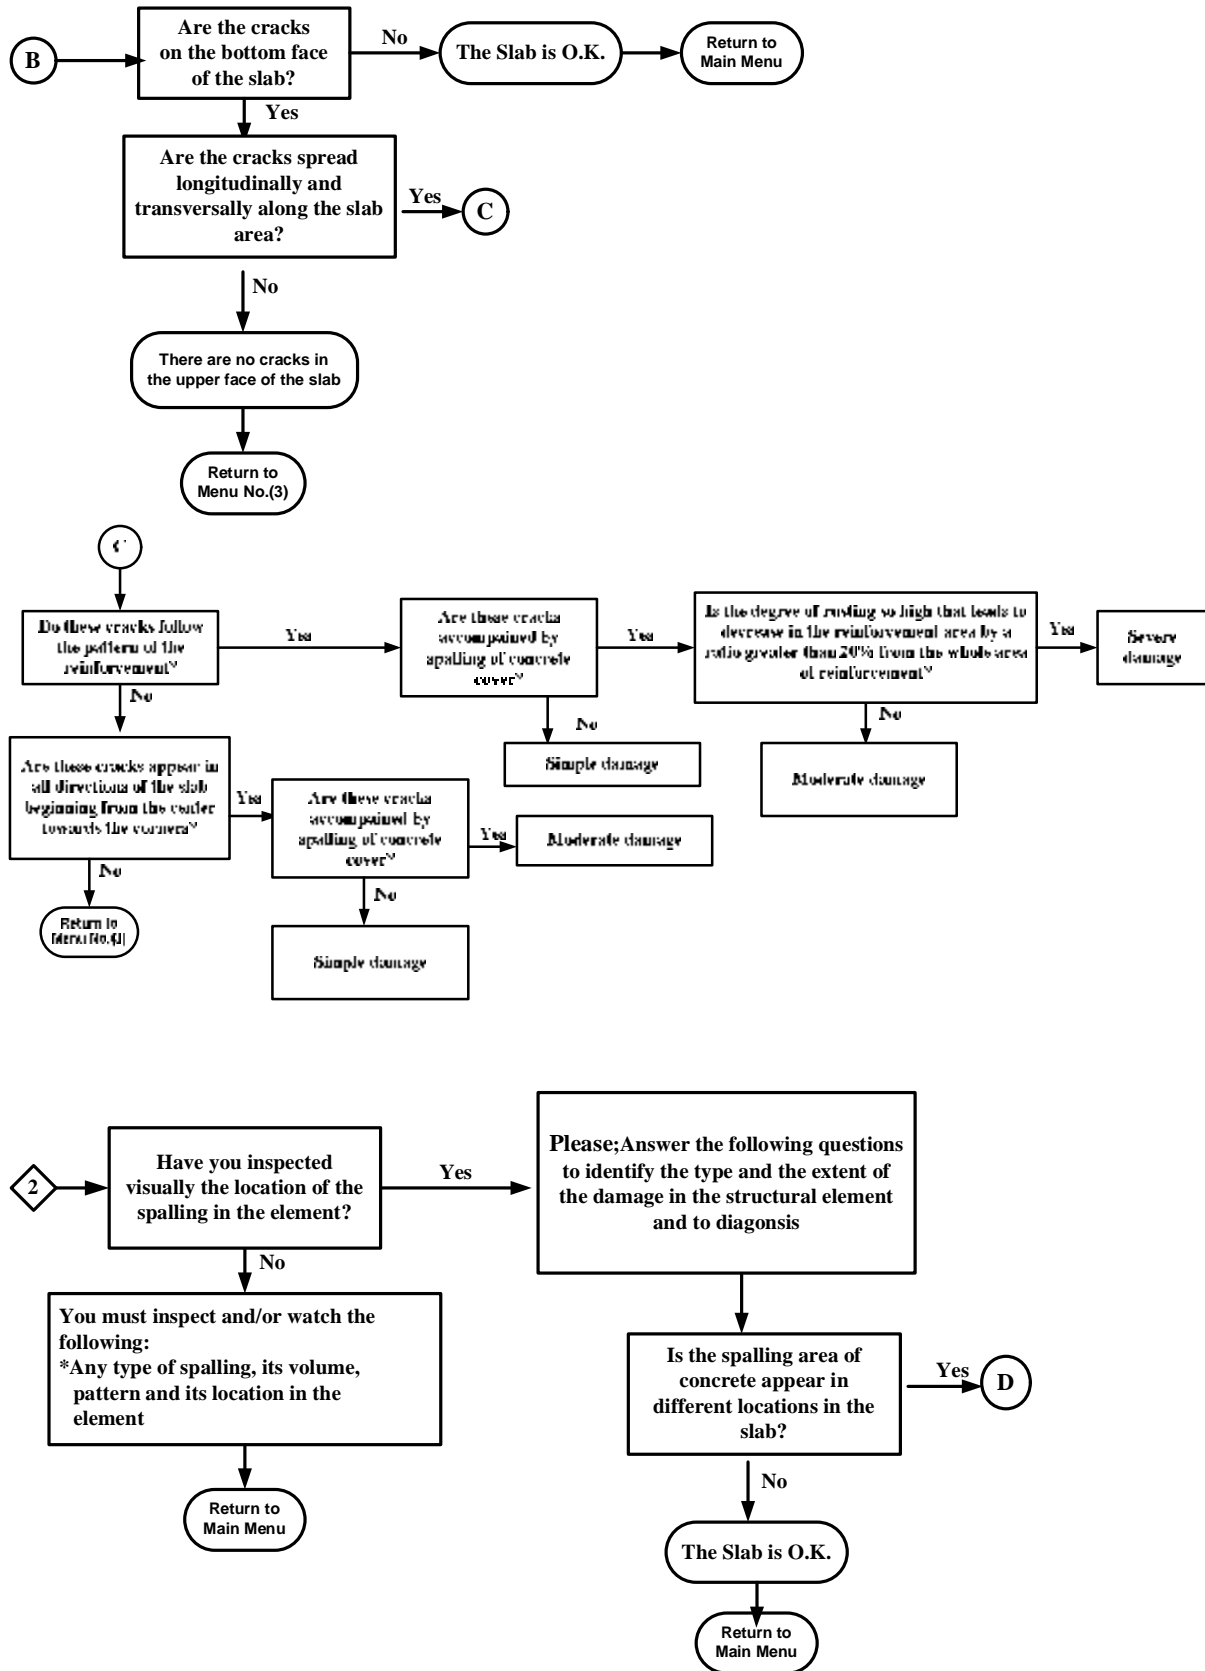 B
Are the cracks
on the bottom face
of the slab?
No
The Slab is O.K.
Return to
Main Menu
Yes
Are the cracks spread
longitudinally and
transversally along the slab
area?
Yes
C
No
There are no cracks in
the upper face of the slab
Return to
Menu No.(3)
C
Do these cracks follow
the pattern of the
reinforcement?
Yes
Are these cracks
accompained by
spalling of concrete
cover?
Yes
Is the degree of rusting so high that leads to
decrease in the reinforcement area by a
ratio greater than 20% from the whole area
of reinforcement?
Yes
Severe
damage
No
No
Simple damage
No
Moderate damage
Are these cracks appear in
all directions of the slab
beginning from the center
towards the corners?
Yes
Are these cracks
accompained by
spalling of concrete
cover?
Yes
Moderate damage
No
Return to
Menu No.
No
Simple damage
2
Have you inspected
visually the location of the
spalling in the element?
Yes
Please;Answer the following questions
to identify the type and the extent of
the damage in the structural element
and to diagonsis
No
You must inspect and/or watch the
following:
*Any type of spalling, its volume,
pattern and its location in the
element
Return to
Main Menu
Is the spalling area of
concrete appear in
different locations in the
slab?
Yes
D
No
The Slab is O.K.
Return to
Main Menu